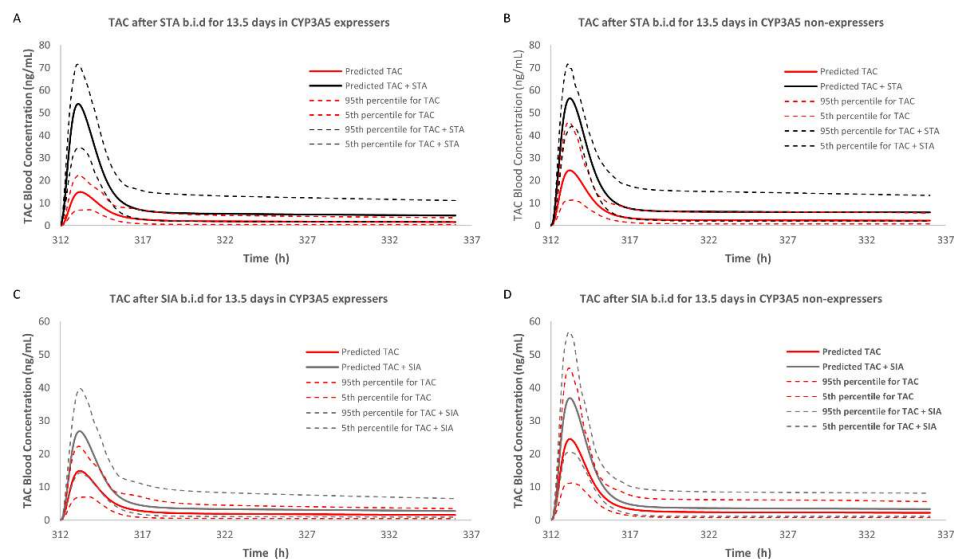 A
TAC after STA b.i.d for 13.5 days in CYP3A5 expressers
TAC Blood Concentration (ng/mL)
80
70
60
50
40
30
20
10
0
312
317
322
327
332
337
Time (h)
Predicted TAC
Predicted TAC + STA
95th percentile for TAC
5th percentile for TAC
95th percentile for TAC + STA
5th percentile for TAC + STA
B
TAC after STA b.i.d for 13.5 days in CYP3A5 non-expressers
TAC Blood Concentration (ng/mL)
80
70
60
50
40
30
20
10
0
312
317
322
327
332
337
Time (h)
Predicted TAC
Predicted TAC + STA
95th percentile for TAC
5th percentile for TAC
95th percentile for TAC + STA
5th percentile for TAC + STA
C
TAC after SIA b.i.d for 13.5 days in CYP3A5 expressers
TAC Blood Concentration (ng/mL)
60
50
40
30
20
10
0
312
317
322
327
332
337
Time (h)
Predicted TAC
Predicted TAC + SIA
95th percentile for TAC
5th percentile for TAC
95th percentile for TAC + SIA
5th percentile for TAC + SIA
D
TAC after SIA b.i.d for 13.5 days in CYP3A5 non-expressers
TAC Blood Concentration (ng/mL)
60
50
40
30
20
10
0
312
317
322
327
332
337
Time (h)
Predicted TAC
Predicted TAC + SIA
95th percentile for TAC
5th percentile for TAC
95th percentile for TAC + SIA
5th percentile for TAC + SIA